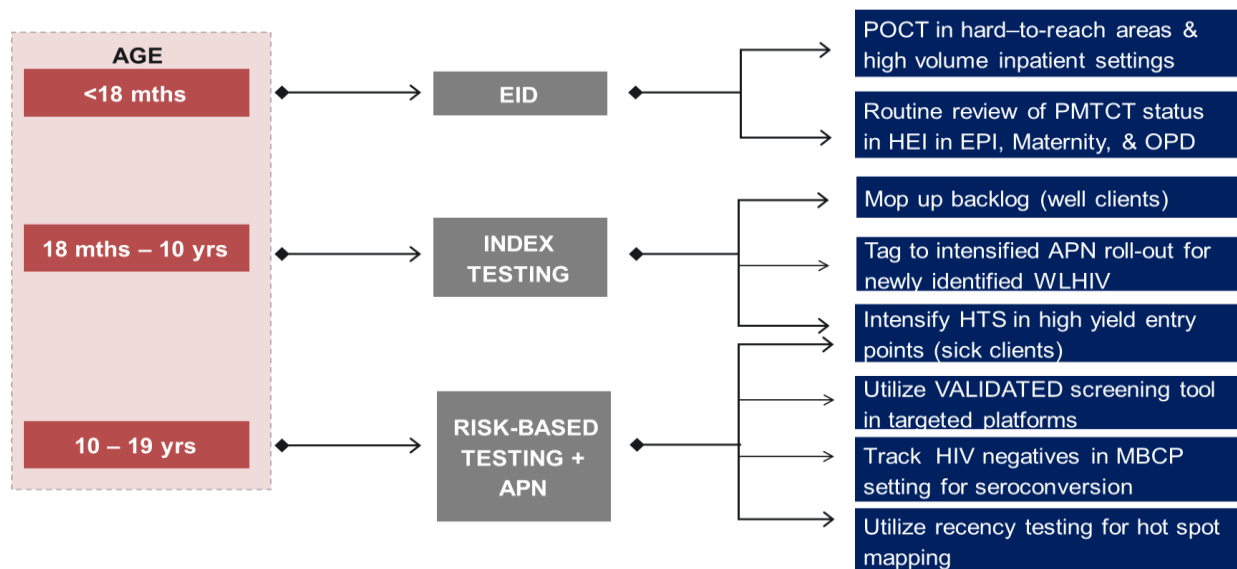 AGE
<18 mths
18 mths – 10 yrs
10 – 19 yrs
EID
INDEX
TESTING
RISK-BASED
TESTING +
APN
POCT in hard–to-reach areas &
high volume inpatient settings
Routine review of PMTCT status
in HEI in EPI, Maternity, & OPD
Mop up backlog (well clients)
Tag to intensified APN roll-out for
newly identified WLHIV
Intensify HTS in high yield entry
points (sick clients)
Utilize VALIDATED screening tool
in targeted platforms
Track HIV negatives in MBCP
setting for seroconversion
Utilize recency testing for hot spot
mapping